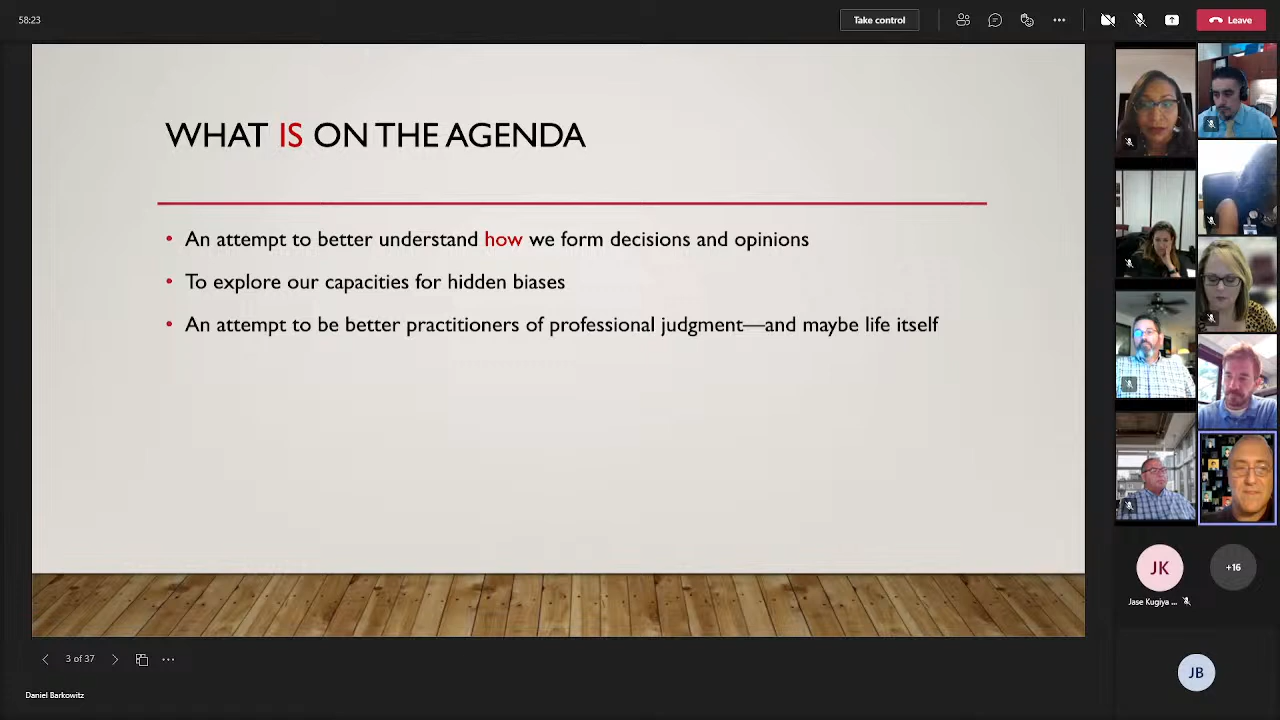 58:23
Take control
Leave
WHAT IS ON THE AGENDA
• An attempt to better understand how we form decisions and opinions
• To explore our capacities for hidden biases
• An attempt to be better practitioners of professional judgment—and maybe life itself
JK
+16
Jase Kugiya ...
3 of 37
JB
Daniel Barkowitz